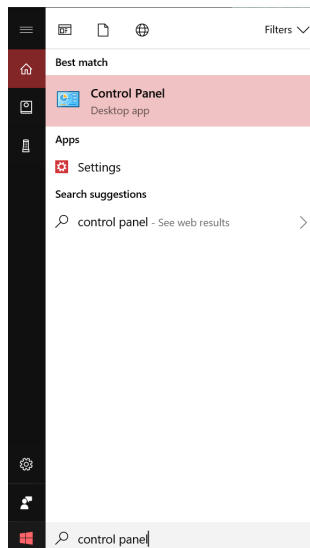 Filters
Best match
Control Panel
Desktop app
Apps
Settings
Search suggestions
control panel - See web results
control panel